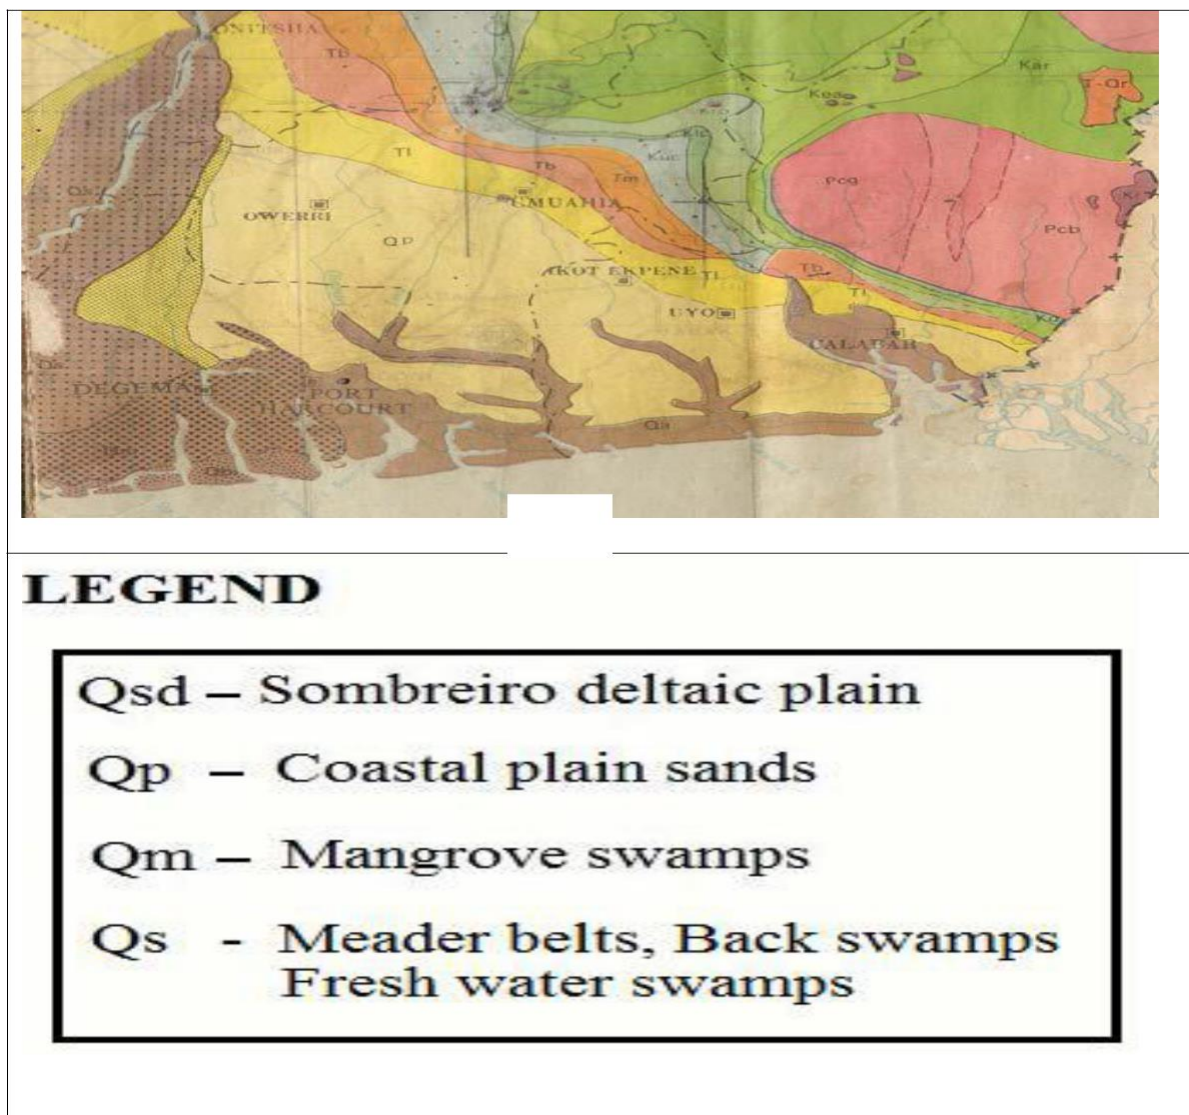 ONITSHA
Tb
Kar
Kea
T-Qr
Tl
Tb
Kuc
Tm
Pcg
UMUAHIA
OWERRI
Pcb
Qp
IKOT EKPENE
Tl
Tb
Tl
UYO
CALABAR
DEGEMA
PORT
HARCOURT
Qa
LEGEND
Qsd – Sombreiro deltaic plain
Qp – Coastal plain sands
Qm – Mangrove swamps
Qs - Meader belts, Back swamps
Fresh water swamps